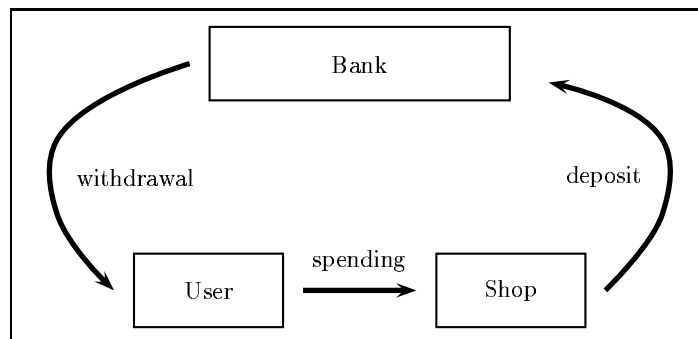 Bank
withdrawal
deposit
spending
User
Shop